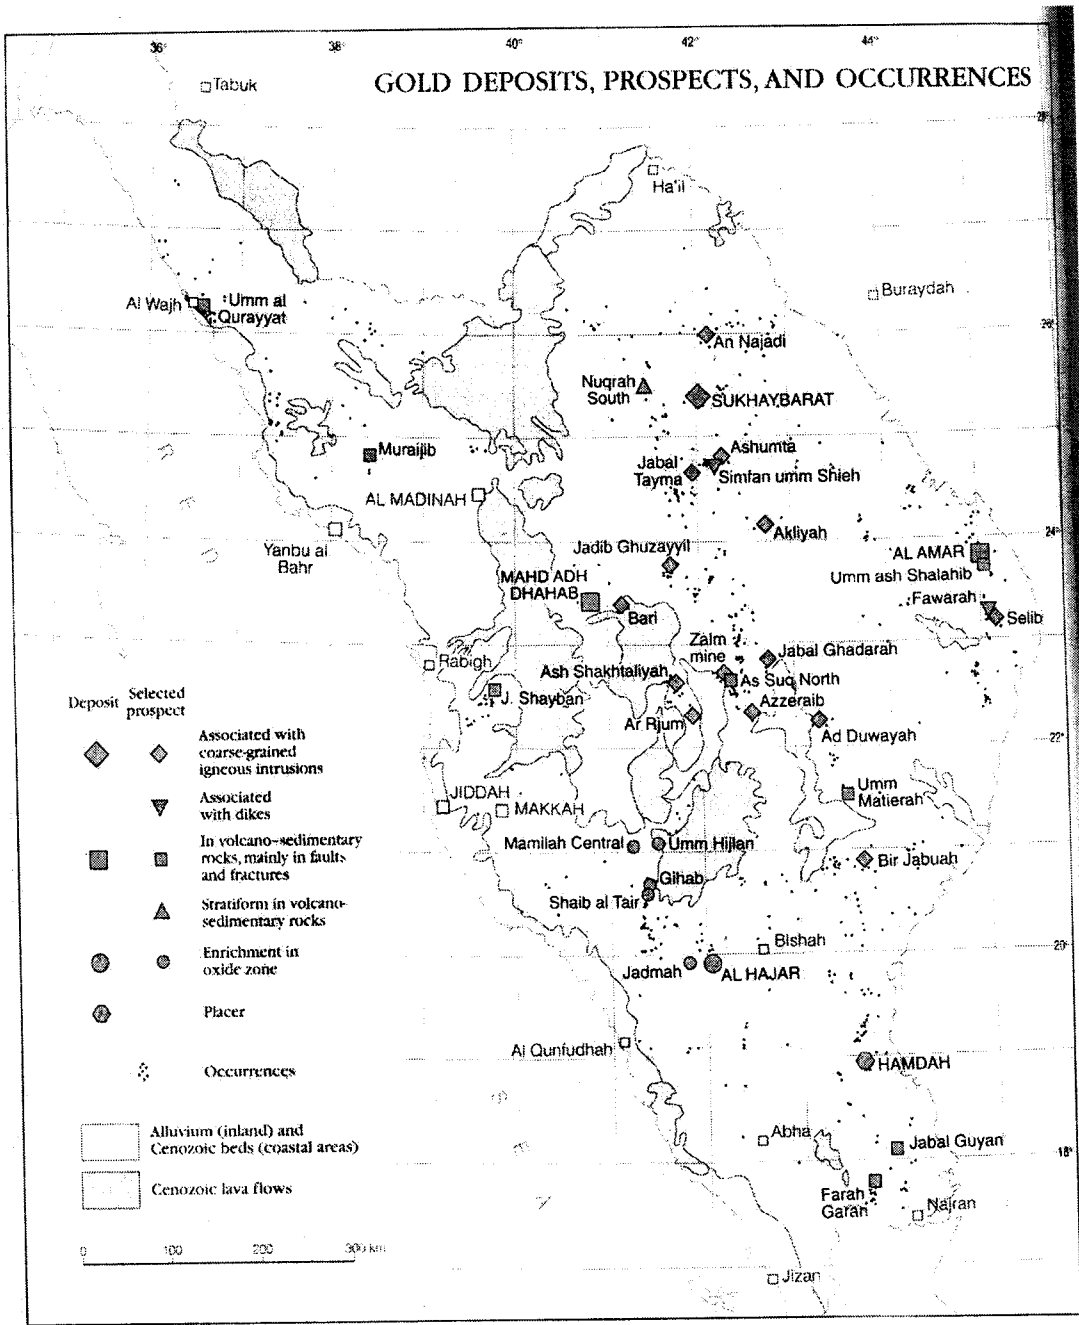 36°
38°
40°
42°
44°
GOLD DEPOSITS, PROSPECTS, AND OCCURRENCES
Tabuk
28°
Ha'il
Al Wajh
Umm al
Qurayyat
Buraydah
26°
An Najadi
Nuqrah
South
SUKHAYBARAT
Muraijib
Ashumta
Jabal
Tayma
Simfan umm Shieh
AL MADINAH
Akliyah
Yanbu al
Bahr
24°
Jadib Ghuzayyil
AL AMAR
Umm ash Shalahib
MAHD ADH
DHAHAB
Bari
Fawarah
Selib
Zalm
mine
Jabal Ghadarah
Rabigh
Ash Shakhtaliyah
As Suq North
J. Shayban
Azzeraib
Ar Rjum
Ad Duwayah
22°
JIDDAH
MAKKAH
Umm
Matierah
Mamilah Central
Umm Hijlan
Bir Jabuah
Gihab
Shaib al Tair
Bishah
20°
Jadmah
AL HAJAR
Al Qunfudhah
HAMDAH
Abha
Jabal Guyan
18°
Farah
Garan
Najran
Jizan
Deposit
Selected
prospect
Associated with
coarse-grained
igneous intrusions
Associated
with dikes
In volcano-sedimentary
rocks, mainly in faults
and fractures
Stratiform in volcano-
sedimentary rocks
Enrichment in
oxide zone
Placer
Occurrences
Alluvium (inland) and
Cenozoic beds (coastal areas)
Cenozoic lava flows
0
100
200
300 km